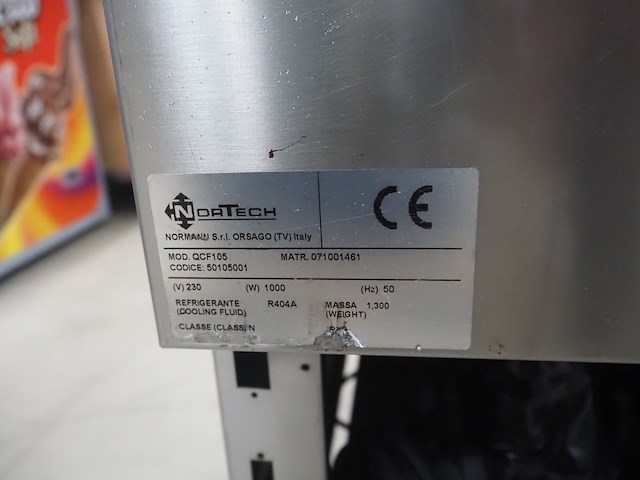 NORTECH CE
NORMANN S.r.l. ORSAGO (TV) Italy
MOD. QCF105 MATR. 071001461
CODICE: 50105001
(V) 230 (W) 1000 (Hz) 50
REFRIGERANTE R404A MASSA 1,300
(COOLING FLUID) (WEIGHT)
CLASSE (CLASS) N